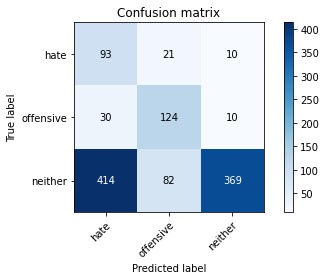 Confusion matrix
hate 93 21 10
offensive 30 124 10
neither 414 82 369
hate offensive neither
True label
Predicted label
400
350
300
250
200
150
100
50